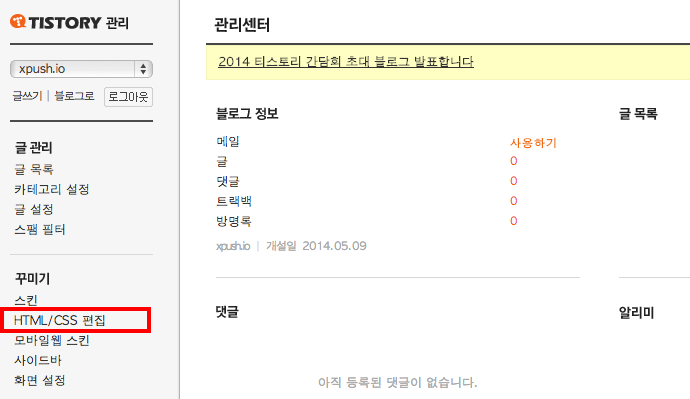 TISTORY 관리
xpush.io
글쓰기 | 블로그로 로그아웃
글 관리
글 목록
카테고리 설정
글 설정
스팸 필터
꾸미기
스킨
HTML/CSS 편집
모바일웹 스킨
사이드바
화면 설정
관리센터
2014 티스토리 간담회 초대 블로그 발표합니다
블로그 정보
메일 사용하기
글 0
댓글 0
트랙백 0
방명록 0
xpush.io | 개설일 2014.05.09
글 목록
댓글
아직 등록된 댓글이 없습니다.
알리미